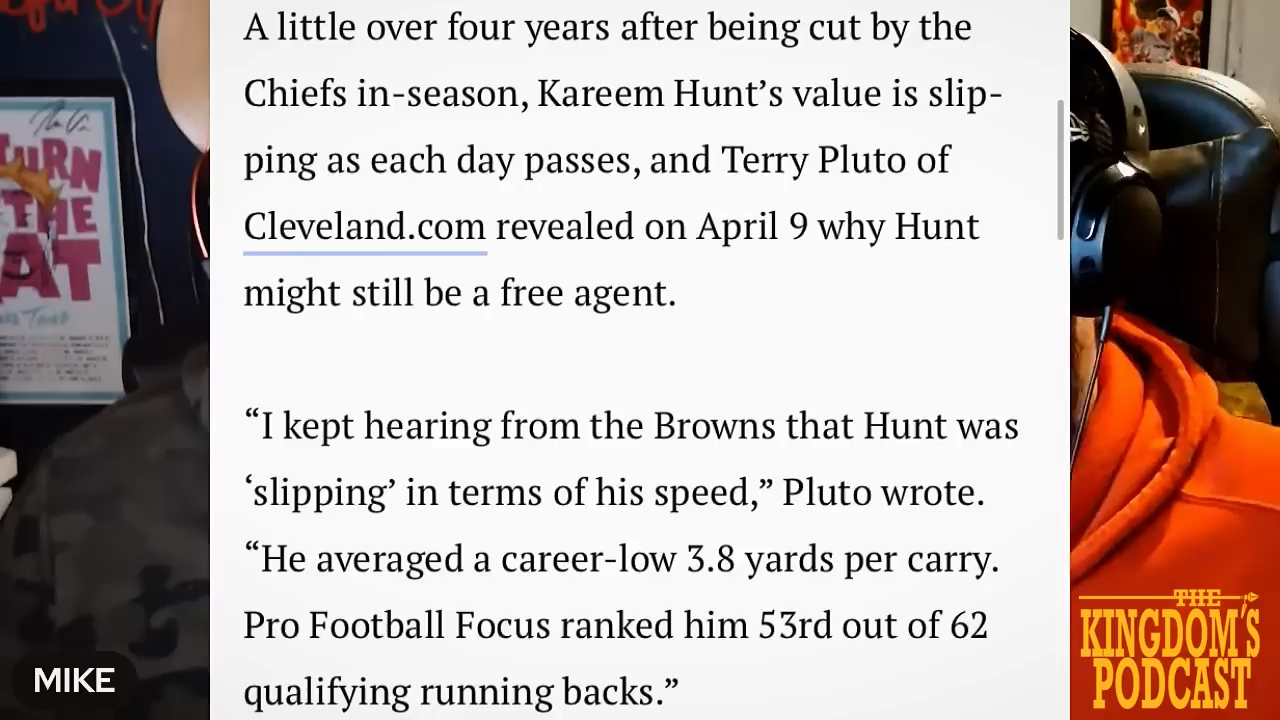 A little over four years after being cut by the
Chiefs in-season, Kareem Hunt’s value is slip-
ping as each day passes, and Terry Pluto of
Cleveland.com revealed on April 9 why Hunt
might still be a free agent.
“I kept hearing from the Browns that Hunt was
‘slipping’ in terms of his speed,” Pluto wrote.
“He averaged a career-low 3.8 yards per carry.
Pro Football Focus ranked him 53rd out of 62
qualifying running backs.”
MIKE
THE
KINGDOM'S
PODCAST